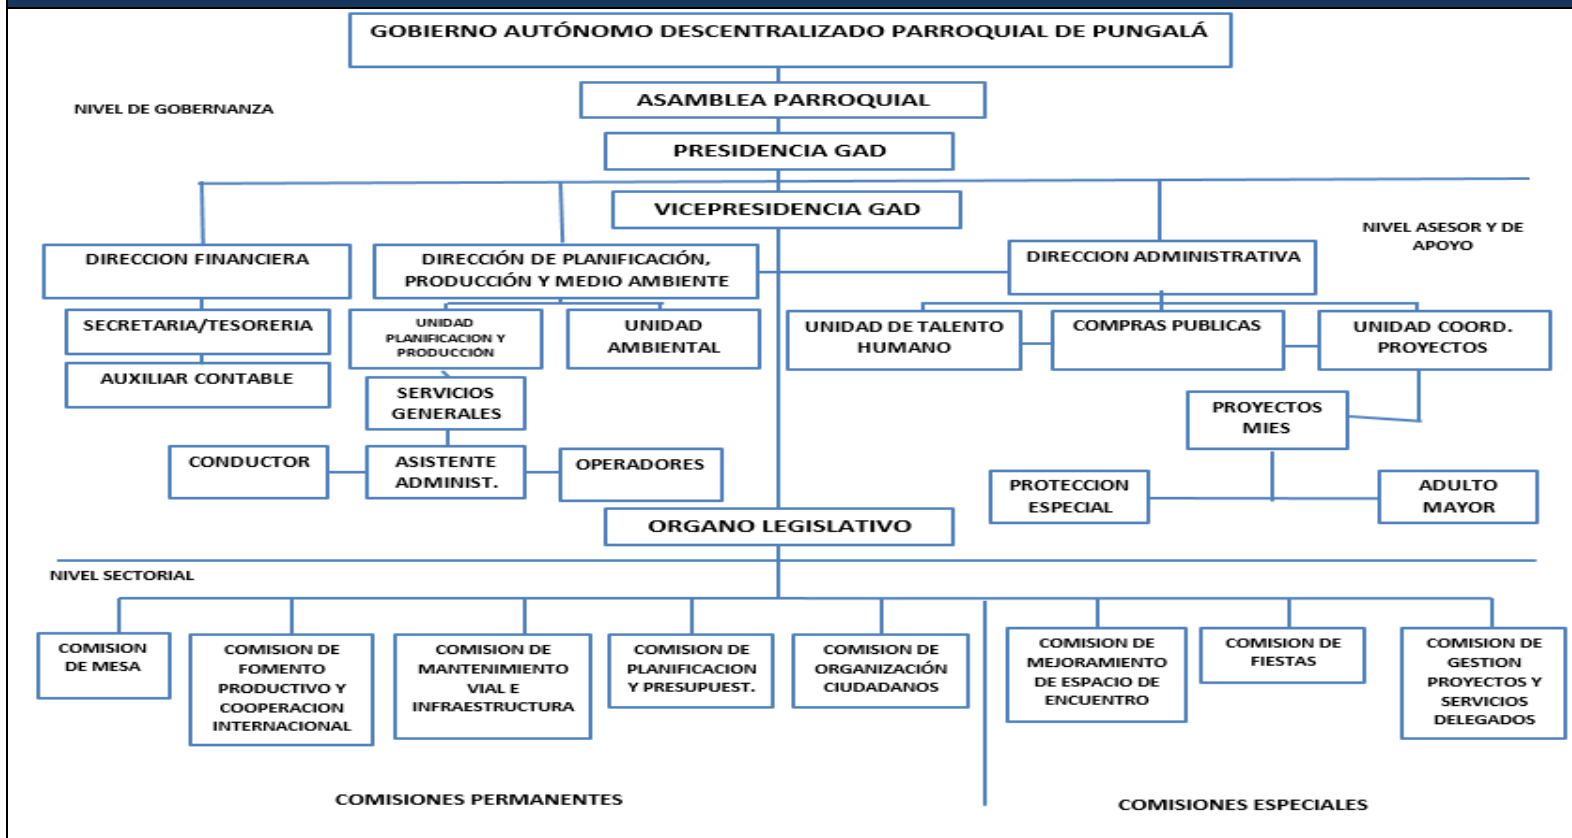 GOBIERNO AUTÓNOMO DESCENTRALIZADO PARROQUIAL DE PUNGALÁ
NIVEL DE GOBERNANZA
ASAMBLEA PARROQUIAL
PRESIDENCIA GAD
VICEPRESIDENCIA GAD
NIVEL ASESOR Y DE
APOYO
DIRECCION FINANCIERA
DIRECCIÓN DE PLANIFICACIÓN,
PRODUCCIÓN Y MEDIO AMBIENTE
DIRECCION ADMINISTRATIVA
SECRETARIA/TESORERIA
UNIDAD
PLANIFICACION Y
PRODUCCIÓN
UNIDAD
AMBIENTAL
UNIDAD DE TALENTO
HUMANO
COMPRAS PUBLICAS
UNIDAD COORD.
PROYECTOS
AUXILIAR CONTABLE
SERVICIOS
GENERALES
PROYECTOS
MIES
CONDUCTOR
ASISTENTE
ADMINIST.
OPERADORES
PROTECCION
ESPECIAL
ADULTO
MAYOR
ORGANO LEGISLATIVO
NIVEL SECTORIAL
COMISION
DE MESA
COMISION DE
FOMENTO
PRODUCTIVO Y
COOPERACION
INTERNACIONAL
COMISION DE
MANTENIMIENTO
VIAL E
INFRAESTRUCTURA
COMISION DE
PLANIFICACION
Y PRESUPUEST.
COMISION DE
ORGANIZACIÓN
CIUDADANOS
COMISION DE
MEJORAMIENTO
DE ESPACIO DE
ENCUENTRO
COMISION DE
FIESTAS
COMISION DE
GESTION
PROYECTOS Y
SERVICIOS
DELEGADOS
COMISIONES PERMANENTES
COMISIONES ESPECIALES